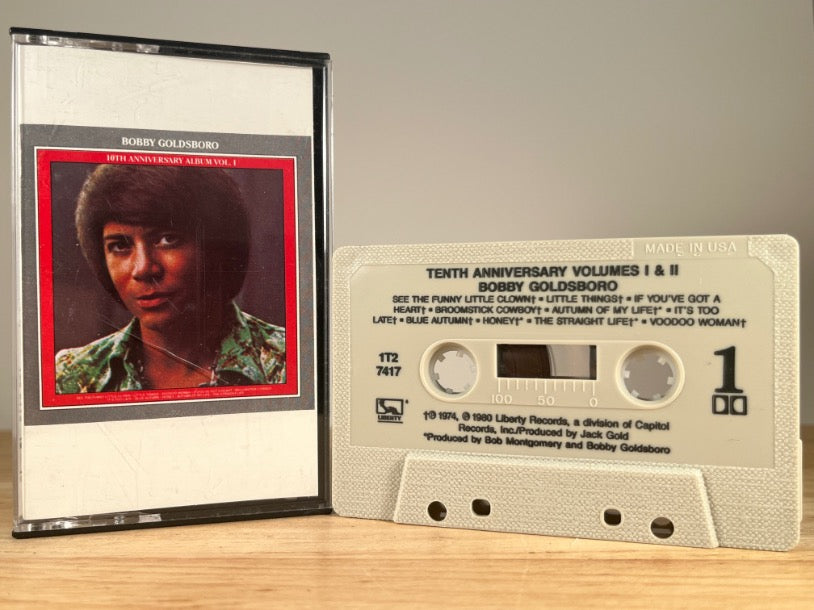 BOBBY GOLDSBORO
10TH ANNIVERSARY ALBUM VOL. I
MADE IN USA
TENTH ANNIVERSARY VOLUMES I & II
BOBBY GOLDSBORO
SEE THE FUNNY LITTLE CLOWN† ▪ LITTLE THINGS† ▪ IF YOU'VE GOT A
HEART† ▪ BROOMSTICK COWBOY† ▪ AUTUMN OF MY LIFE†* ▪ IT'S TOO
LATE† ▪ BLUE AUTUMN† ▪ HONEY†* ▪ THE STRAIGHT LIFE†* ▪ VOODOO WOMAN†
1T2
7417
1
100 50 0
LIBERTY
†℗ 1974, ℗ 1980 Liberty Records, a division of Capitol
Records, Inc./Produced by Jack Gold
*Produced by Bob Montgomery and Bobby Goldsboro